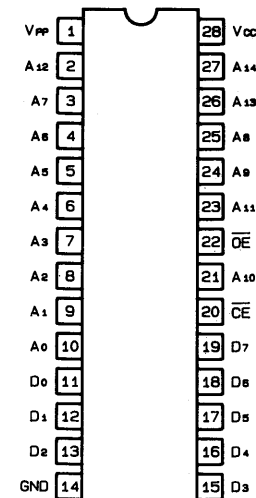 VPP 1 28 VCC
A12 2 27 A14
A7 3 26 A13
A6 4 25 A8
A5 5 24 A9
A4 6 23 A11
A3 7 22 OE
A2 8 21 A10
A1 9 20 CE
A0 10 19 D7
D0 11 18 D6
D1 12 17 D5
D2 13 16 D4
GND 14 15 D3